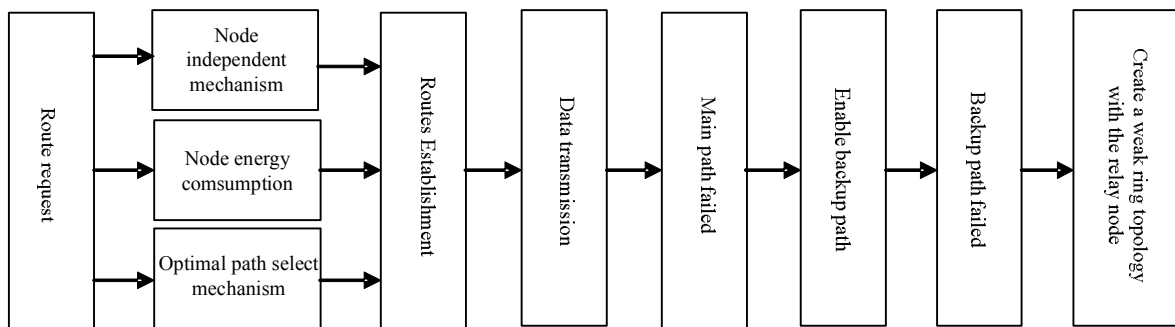 Route request
Node
independent
mechanism
Node energy
comsumption
Optimal path select
mechanism
Routes Establishment
Data transmission
Main path failed
Enable backup path
Backup path failed
Create a weak ring topology
with the relay node